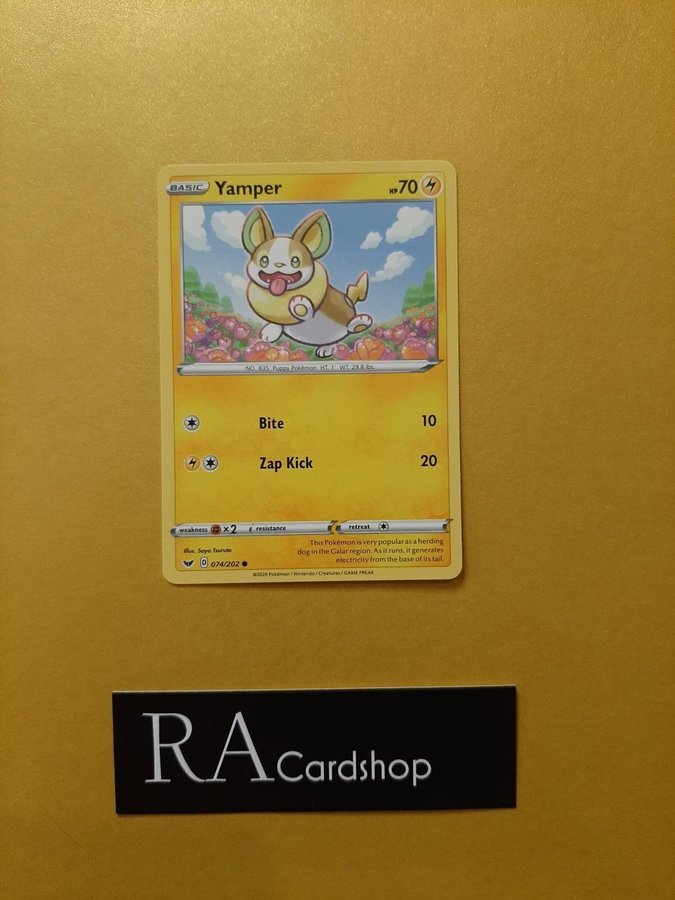 BASIC Yamper HP 70
NO. 835 Puppy Pokémon HT. 1' WT. 29.8 lbs.
Bite 10
Zap Kick 20
weakness ×2 resistance retreat
Illus. Saya Tsuruta
This Pokémon is very popular as a herding
dog in the Galar region. As it runs, it generates
electricity from the base of its tail.
D 074/202
©2020 Pokémon / Nintendo / Creatures / GAME FREAK
RA Cardshop